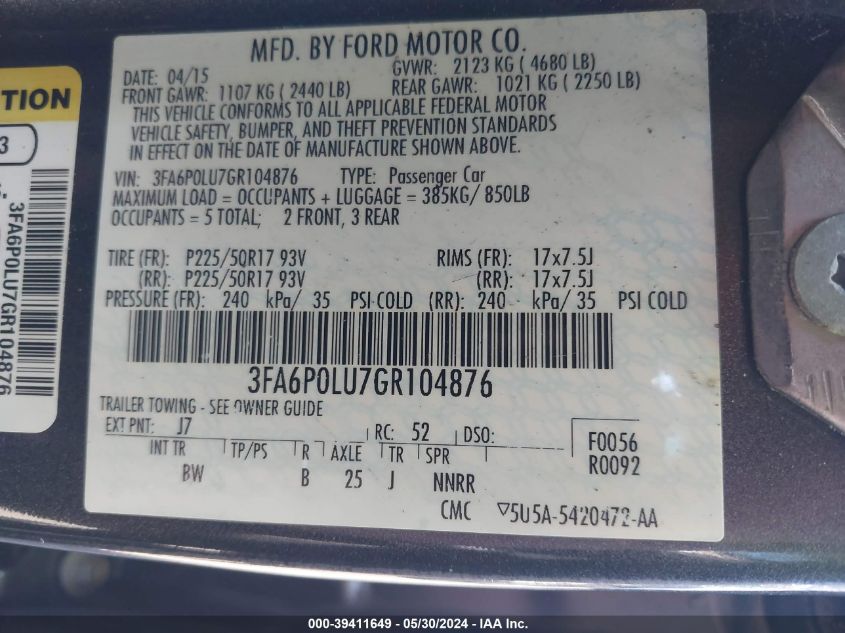 MFD. BY FORD MOTOR CO.
DATE: 04/15 GVWR: 2123 KG ( 4680 LB)
FRONT GAWR: 1107 KG ( 2440 LB) REAR GAWR: 1021 KG ( 2250 LB)
THIS VEHICLE CONFORMS TO ALL APPLICABLE FEDERAL MOTOR
VEHICLE SAFETY, BUMPER, AND THEFT PREVENTION STANDARDS
IN EFFECT ON THE DATE OF MANUFACTURE SHOWN ABOVE.
VIN: 3FA6P0LU7GR104876 TYPE: Passenger Car
MAXIMUM LOAD = OCCUPANTS + LUGGAGE = 385KG/ 850LB
OCCUPANTS = 5 TOTAL; 2 FRONT, 3 REAR
TIRE (FR): P225/50R17 93V RIMS (FR): 17x7.5J
(RR): P225/50R17 93V (RR): 17x7.5J
PRESSURE (FR): 240 kPa/ 35 PSI COLD (RR): 240 kPa/ 35 PSI COLD
3FA6P0LU7GR104876
TRAILER TOWING - SEE OWNER GUIDE
EXT PNT: J7 RC: 52 DSO: F0056
INT TR TP/PS R AXLE TR SPR R0092
BW B 25 J NNRR
CMC 5U5A-5420472-AA
3
3FA6P0LU7GR104876
000-39411649 - 05/30/2024 - IAA Inc.